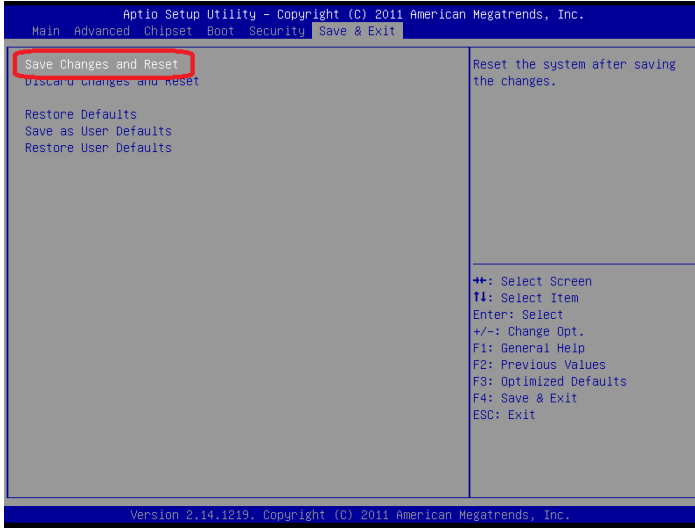 Aptio Setup Utility – Copyright (C) 2011 American Megatrends, Inc.
Main Advanced Chipset Boot Security Save & Exit
Save Changes and Reset
Discard Changes and Reset
Restore Defaults
Save as User Defaults
Restore User Defaults
Reset the system after saving
the changes.
→←: Select Screen
↑↓: Select Item
Enter: Select
+/-: Change Opt.
F1: General Help
F2: Previous Values
F3: Optimized Defaults
F4: Save & Exit
ESC: Exit
Version 2.14.1219. Copyright (C) 2011 American Megatrends, Inc.